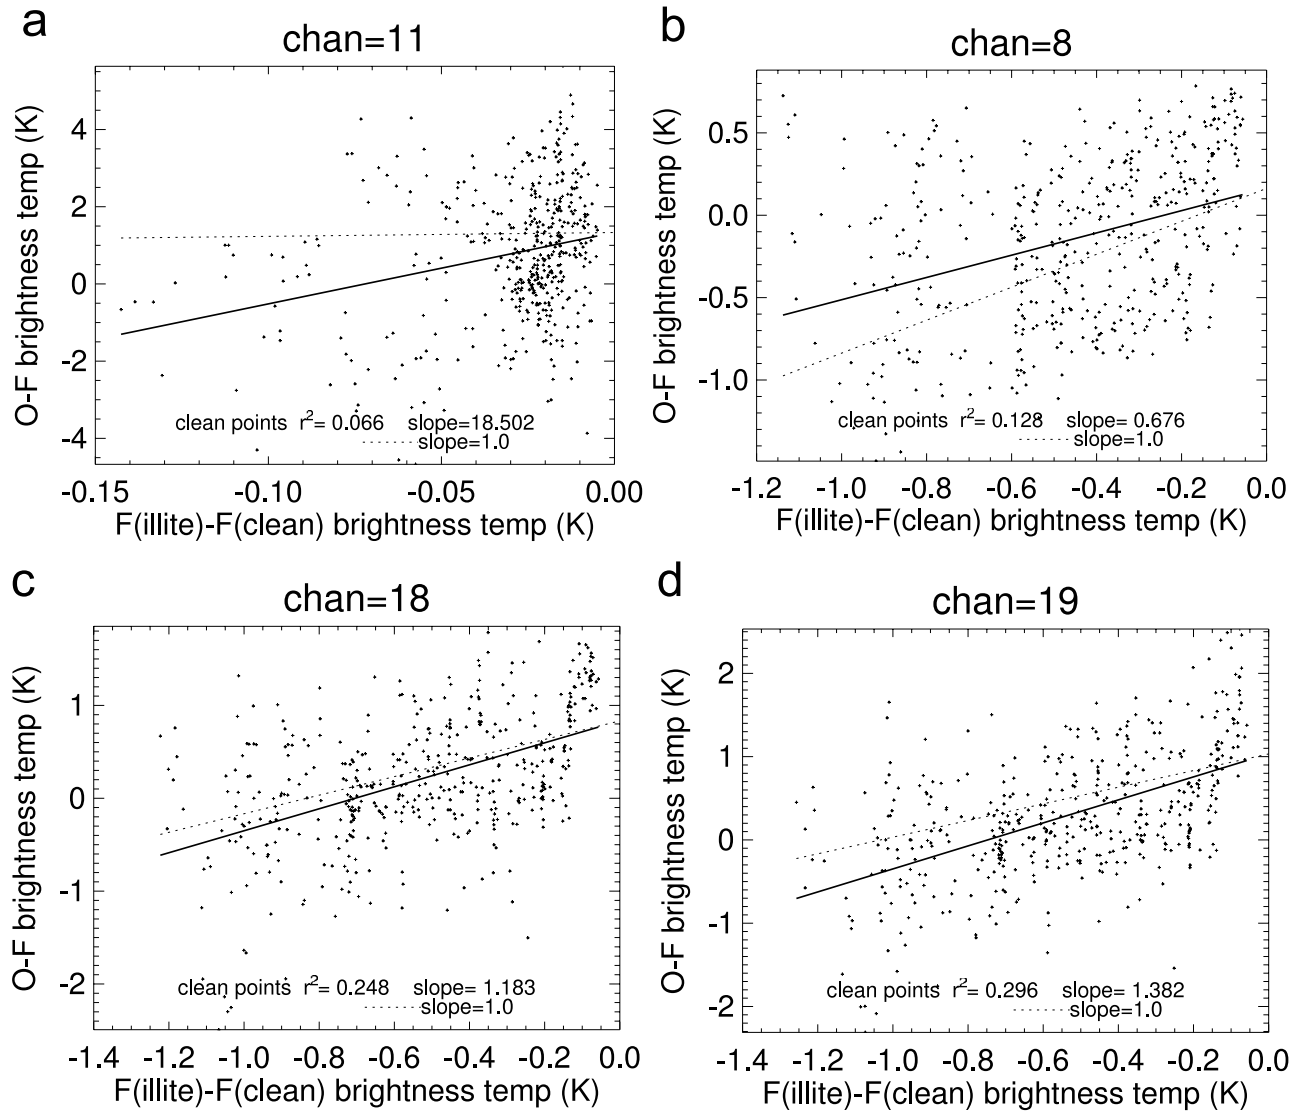 a
chan=11
O-F brightness temp (K)
4
2
0
-2
-4
clean points r²= 0.066 slope=18.502
slope=1.0
-0.15 -0.10 -0.05 0.00
F(illite)-F(clean) brightness temp (K)
b
chan=8
O-F brightness temp (K)
0.5
0.0
-0.5
-1.0
clean points r²= 0.128 slope= 0.676
slope=1.0
-1.2 -1.0 -0.8 -0.6 -0.4 -0.2 0.0
F(illite)-F(clean) brightness temp (K)
c
chan=18
O-F brightness temp (K)
1
0
-1
-2
clean points r²= 0.248 slope= 1.183
slope=1.0
-1.4 -1.2 -1.0 -0.8 -0.6 -0.4 -0.2 0.0
F(illite)-F(clean) brightness temp (K)
d
chan=19
O-F brightness temp (K)
2
1
0
-1
-2
clean points r²= 0.296 slope= 1.382
slope=1.0
-1.4 -1.2 -1.0 -0.8 -0.6 -0.4 -0.2 0.0
F(illite)-F(clean) brightness temp (K)